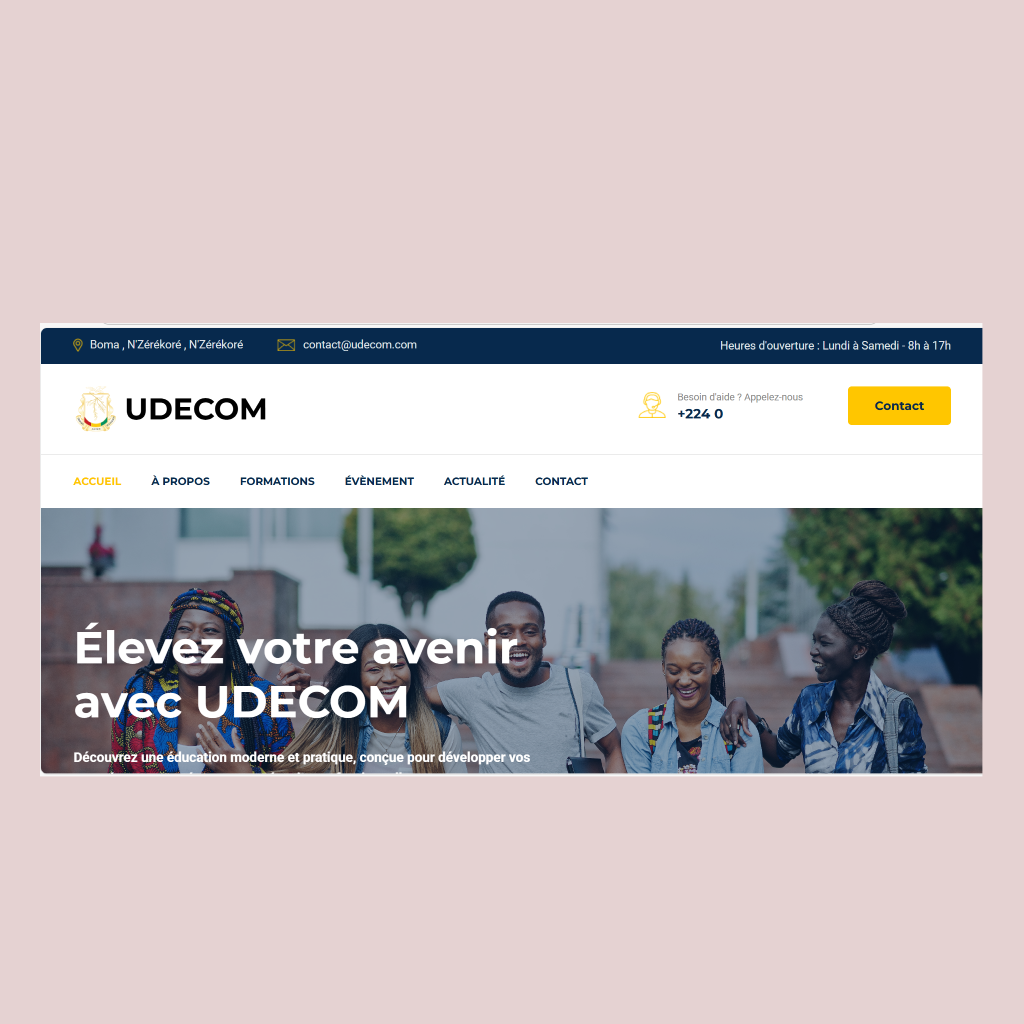 Boma , N'Zérékoré , N'Zérékoré
contact@udecom.com
Heures d'ouverture : Lundi à Samedi - 8h à 17h
UDECOM
Besoin d'aide ? Appelez-nous
+224 0
Contact
ACCUEIL À PROPOS FORMATIONS ÉVÈNEMENT ACTUALITÉ CONTACT
Élevez votre avenir
avec UDECOM
Découvrez une éducation moderne et pratique, conçue pour développer vos